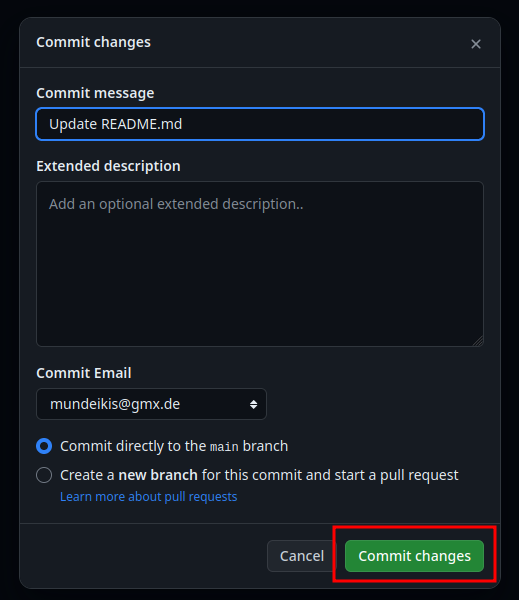 Commit changes
Commit message
Update README.md
Extended description
Add an optional extended description..
Commit Email
mundeikis@gmx.de
Commit directly to the main branch
Create a new branch for this commit and start a pull request
Learn more about pull requests
Cancel
Commit changes